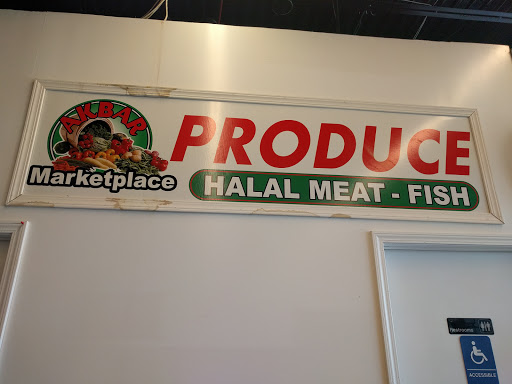 AKBAR
Marketplace
PRODUCE
HALAL MEAT - FISH
Restrooms
ACCESSIBLE